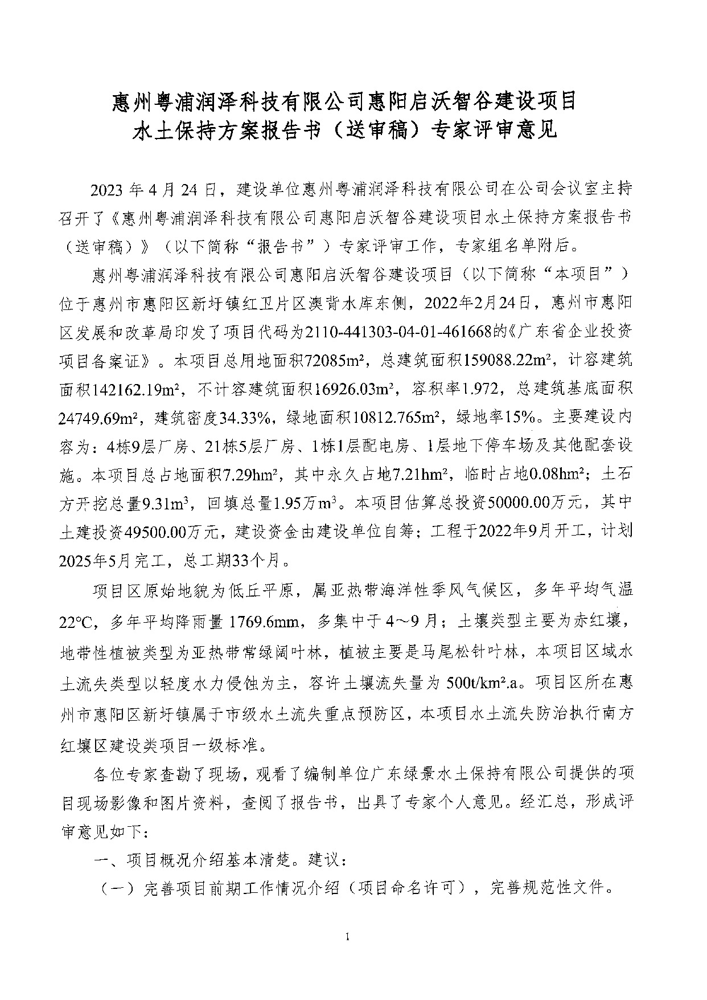 惠州粤浦润泽科技有限公司惠阳启沃智谷建设项目
水土保持方案报告书（送审稿）专家评审意见
2023 年 4 月 24 日，建设单位惠州粤浦润泽科技有限公司在公司会议室主持
召开了《惠州粤浦润泽科技有限公司惠阳启沃智谷建设项目水土保持方案报告书
（送审稿）》（以下简称“报告书”）专家评审工作，专家组名单附后。
惠州粤浦润泽科技有限公司惠阳启沃智谷建设项目（以下简称“本项目”）
位于惠州市惠阳区新圩镇红卫片区澳背水库东侧，2022年2月24日，惠州市惠阳
区发展和改革局印发了项目代码为2110-441303-04-01-461668的《广东省企业投资
项目备案证》。本项目总用地面积72085m²，总建筑面积159088.22m²，计容建筑
面积142162.19m²，不计容建筑面积16926.03m²，容积率1.972，总建筑基底面积
24749.69m²，建筑密度34.33%，绿地面积10812.765m²，绿地率15%。主要建设内
容为：4栋9层厂房、21栋5层厂房、1栋1层配电房、1层地下停车场及其他配套设
施。本项目总占地面积7.29hm²，其中永久占地7.21hm²，临时占地0.08hm²；土石
方开挖总量9.31m³，回填总量1.95万m³。本项目估算总投资50000.00万元，其中
土建投资49500.00万元，建设资金由建设单位自筹；工程于2022年9月开工，计划
2025年5月完工，总工期33个月。
项目区原始地貌为低丘平原，属亚热带海洋性季风气候区，多年平均气温
22℃，多年平均降雨量 1769.6mm，多集中于 4～9 月；土壤类型主要为赤红壤，
地带性植被类型为亚热带常绿阔叶林，植被主要是马尾松针叶林，本项目区域水
土流失类型以轻度水力侵蚀为主，容许土壤流失量为 500t/km².a。项目区所在惠
州市惠阳区新圩镇属于市级水土流失重点预防区，本项目水土流失防治执行南方
红壤区建设类项目一级标准。
各位专家查勘了现场，观看了编制单位广东绿景水土保持有限公司提供的项
目现场影像和图片资料，查阅了报告书，出具了专家个人意见。经汇总，形成评
审意见如下：
一、项目概况介绍基本清楚。建议：
（一）完善项目前期工作情况介绍（项目命名许可），完善规范性文件。
1